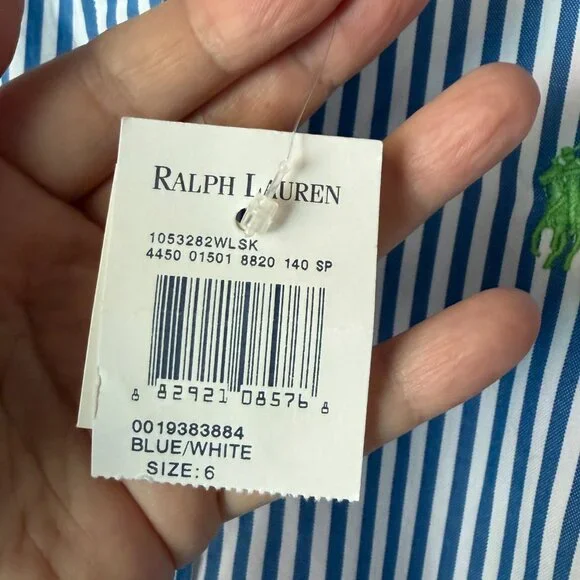 RALPH LAUREN
1053282WLSK
4450 01501 8820 140 SP
8 82921 08576 8
0019383884
BLUE/WHITE
SIZE: 6